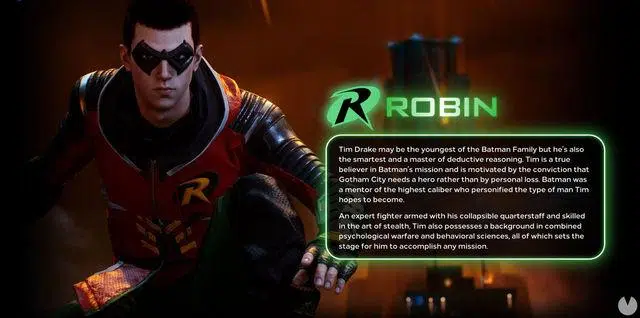 R ROBIN
Tim Drake may be the youngest of the Batman Family but he's also
the smartest and a master of deductive reasoning. Tim is a true
believer in Batman's mission and is motivated by the conviction that
Gotham City needs a hero rather than by personal loss. Batman was
a mentor of the highest caliber who personified the type of man Tim
hopes to become.
An expert fighter armed with his collapsible quarterstaff and skilled
in the art of stealth, Tim also possesses a background in combined
psychological warfare and behavioral sciences, all of which sets the
stage for him to accomplish any mission.
R